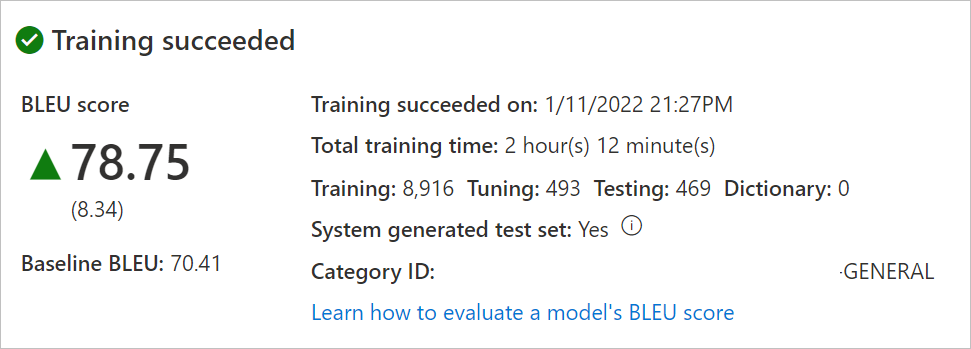 Training succeeded
BLEU score
78.75
(8.34)
Baseline BLEU: 70.41
Training succeeded on: 1/11/2022 21:27PM
Total training time: 2 hour(s) 12 minute(s)
Training: 8,916 Tuning: 493 Testing: 469 Dictionary: 0
System generated test set: Yes
Category ID: -GENERAL
Learn how to evaluate a model's BLEU score